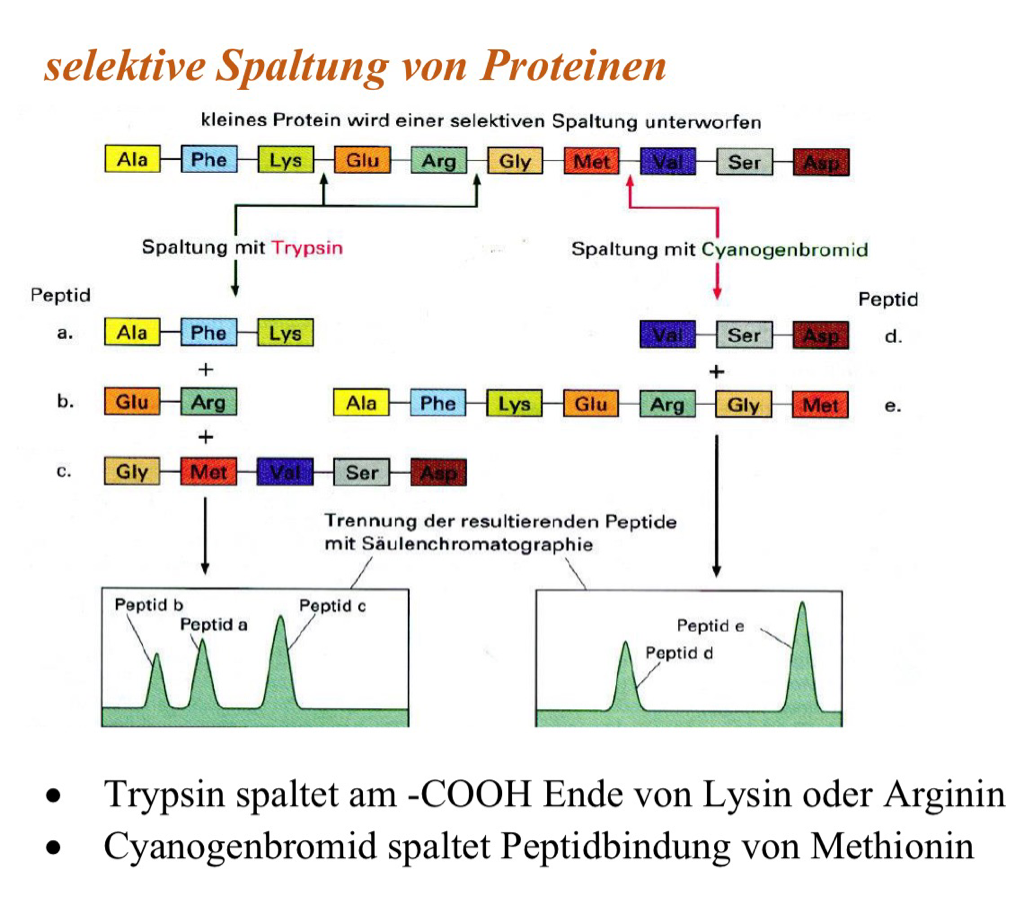 selektive Spaltung von Proteinen
kleines Protein wird einer selektiven Spaltung unterworfen
Ala Phe Lys Glu Arg Gly Met Val Ser Asp
Spaltung mit Trypsin
Spaltung mit Cyanogenbromid
Peptid
Peptid
a. Ala Phe Lys
Val Ser Asp d.
+
+
b. Glu Arg
Ala Phe Lys Glu Arg Gly Met e.
+
c. Gly Met Val Ser Asp
Trennung der resultierenden Peptide
mit Säulenchromatographie
Peptid b
Peptid a
Peptid c
Peptid e
Peptid d
• Trypsin spaltet am -COOH Ende von Lysin oder Arginin
• Cyanogenbromid spaltet Peptidbindung von Methionin